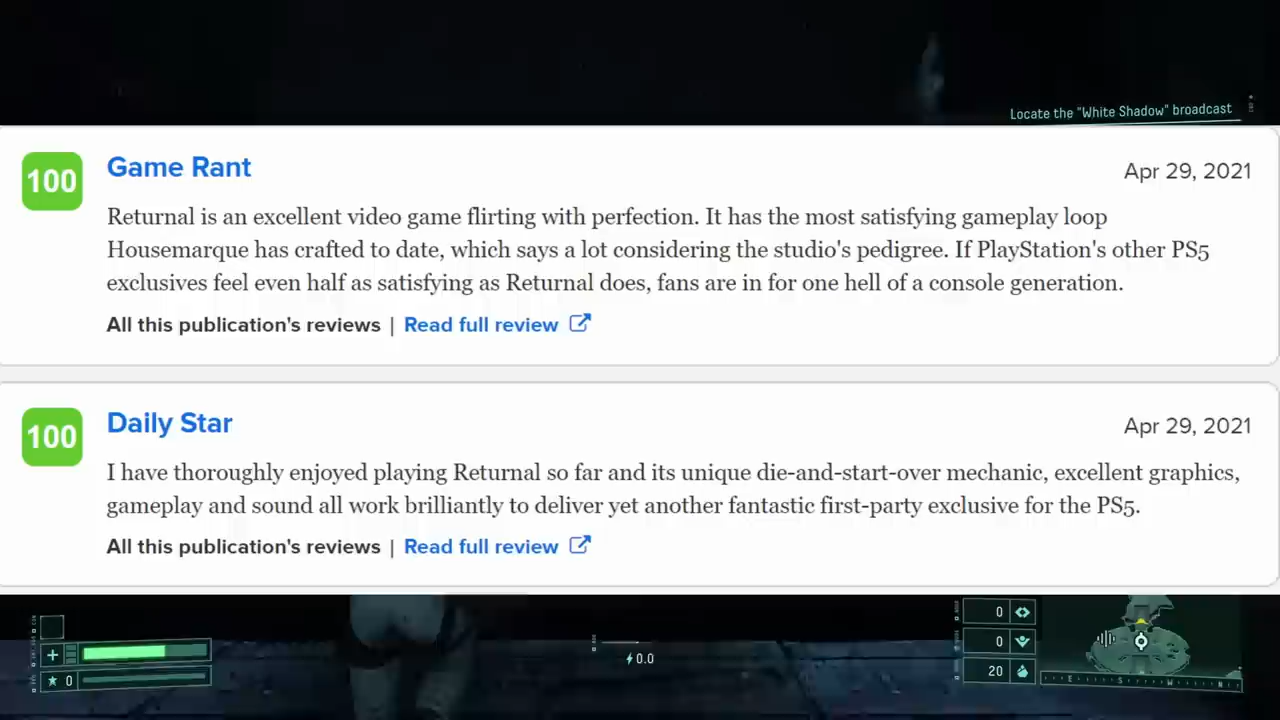 Locate the "White Shadow" broadcast
100
Game Rant
Apr 29, 2021
Returnal is an excellent video game flirting with perfection. It has the most satisfying gameplay loop
Housemarque has crafted to date, which says a lot considering the studio's pedigree. If PlayStation's other PS5
exclusives feel even half as satisfying as Returnal does, fans are in for one hell of a console generation.
All this publication's reviews | Read full review
100
Daily Star
Apr 29, 2021
I have thoroughly enjoyed playing Returnal so far and its unique die-and-start-over mechanic, excellent graphics,
gameplay and sound all work brilliantly to deliver yet another fantastic first-party exclusive for the PS5.
All this publication's reviews | Read full review
0
0.0
0
0
20
E S W N